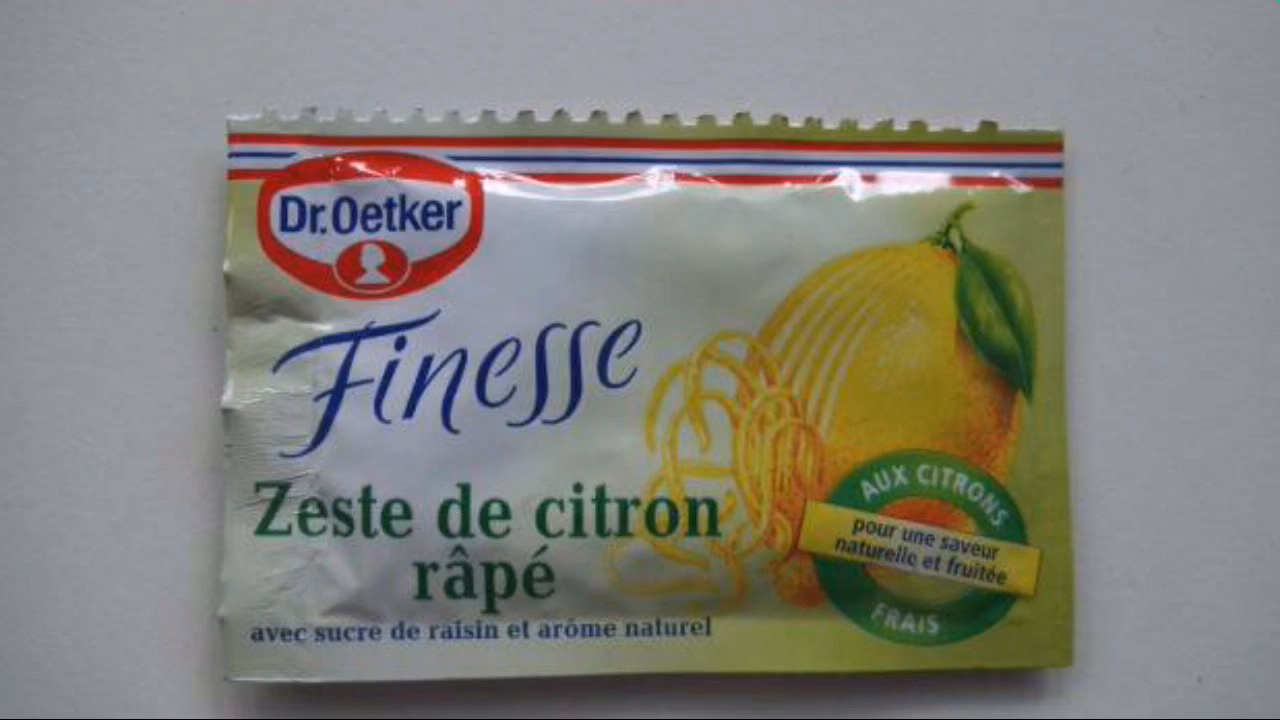 Dr.Oetker
Finesse
Zeste de citron
râpé
avec sucre de raisin et arôme naturel
AUX CITRONS
pour une saveur
naturelle et fruitée
FRAIS